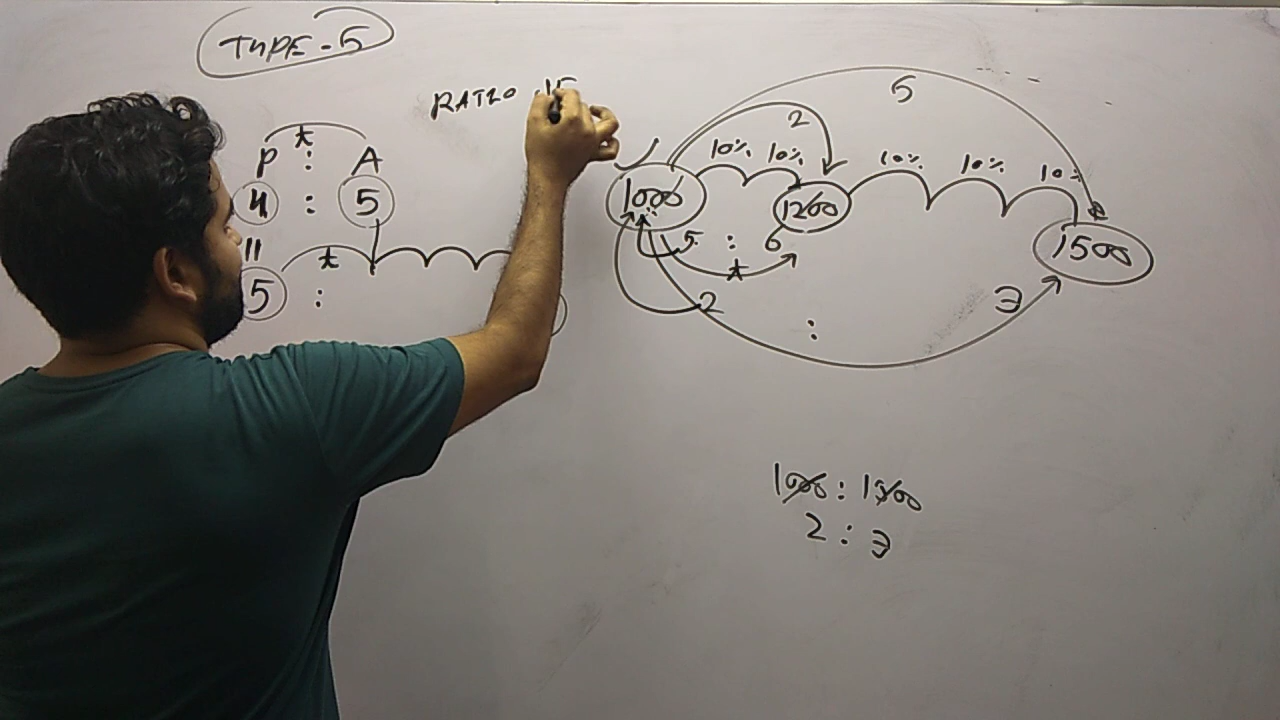 TYPE-5
RATIO IS
P : A
4 : 5
5 :
5
2
10% 10% 10% 10% 10%
1000 1200 1500
5 : 6
2 : 3
1000 : 1500
2 : 3